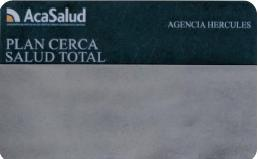 AcaSalud
AGENCIA HERCULES
PLAN CERCA
SALUD TOTAL